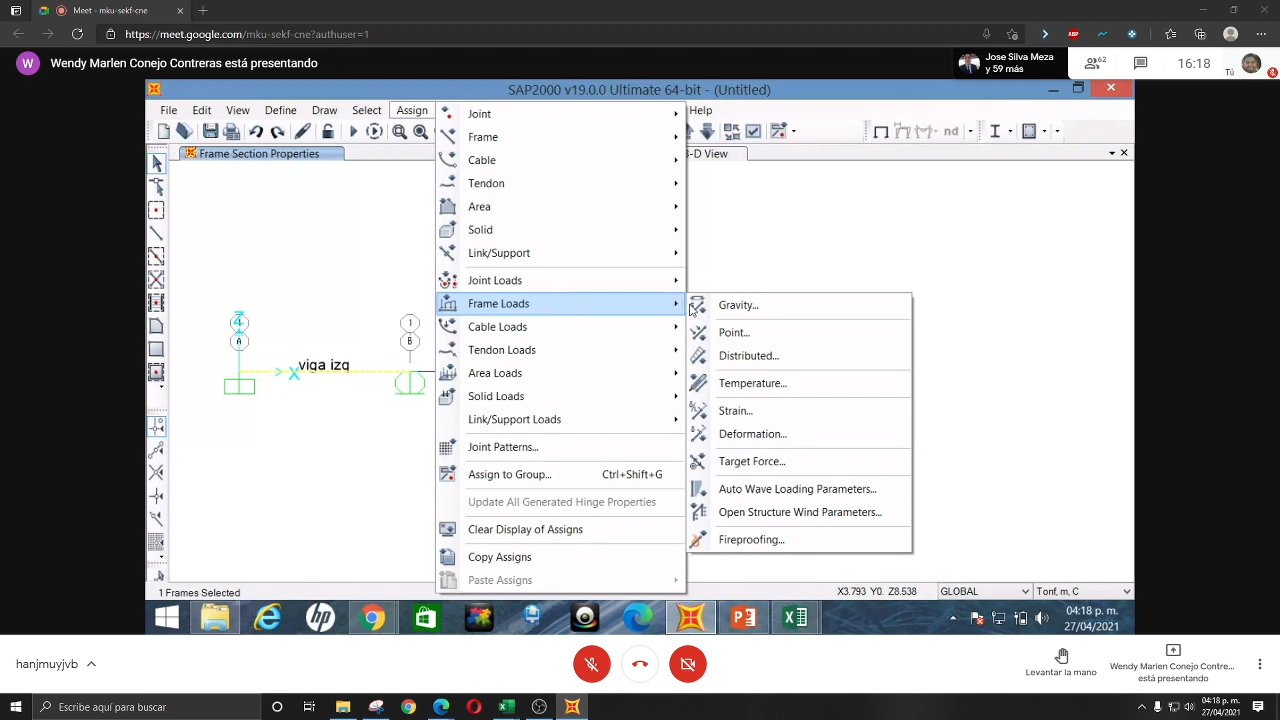 Meet - mku-sekf-cne
https://meet.google.com/mku-sekf-cne?authuser=1
ABP
W Wendy Marlen Conejo Contreras está presentando
Jose Silva Meza
y 59 más
62
16:18
Tú
SAP2000 v19.0.0 Ultimate 64-bit - (Untitled)
File Edit View Define Draw Select Assign Help
nd
Frame Section Properties
3-D View
Joint
Frame
Cable
Tendon
Area
Solid
Link/Support
Joint Loads
Frame Loads
Cable Loads
Tendon Loads
Area Loads
Solid Loads
Link/Support Loads
Joint Patterns...
Assign to Group... Ctrl+Shift+G
Update All Generated Hinge Properties
Clear Display of Assigns
Copy Assigns
Paste Assigns
Gravity...
Point...
Distributed...
Temperature...
Strain...
Deformation...
Target Force...
Auto Wave Loading Parameters...
Open Structure Wind Parameters...
Fireproofing...
A
1
B
X
viga izq
1 Frames Selected
X3.793 Y0. Z8.538
GLOBAL
Tonf, m, C
04:18 p. m.
27/04/2021
hanjmuyjvb
Levantar la mano
Wendy Marlen Conejo Contre...
está presentando
Escribe aquí para buscar
04:18 p. m.
27/04/2021